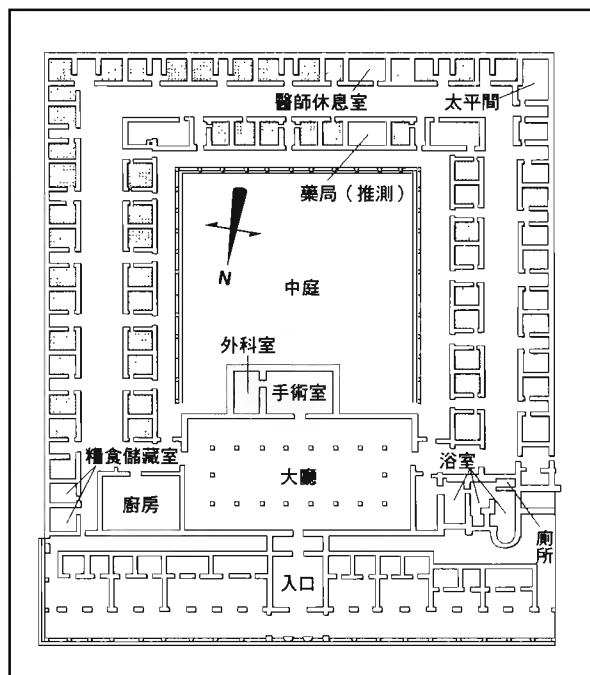 醫師休息室
太平間
藥局（推測）
N
中庭
外科室
手術室
糧食儲藏室
大廳
浴室
廚房
廁所
入口